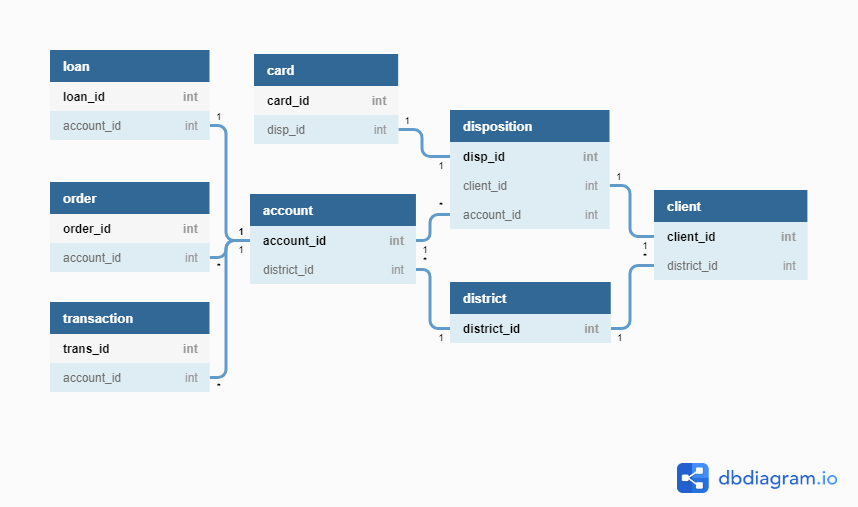 loan
loan_id int
account_id int
1
card
card_id int
disp_id int
1
disposition
disp_id int
1
client_id int
1
account_id int
*
order
order_id int
account_id int
*
account
account_id int
1
1
1
district_id int
*
client
client_id int
1
district_id int
*
transaction
trans_id int
account_id int
*
district
district_id int
1
1
dbdiagram.io